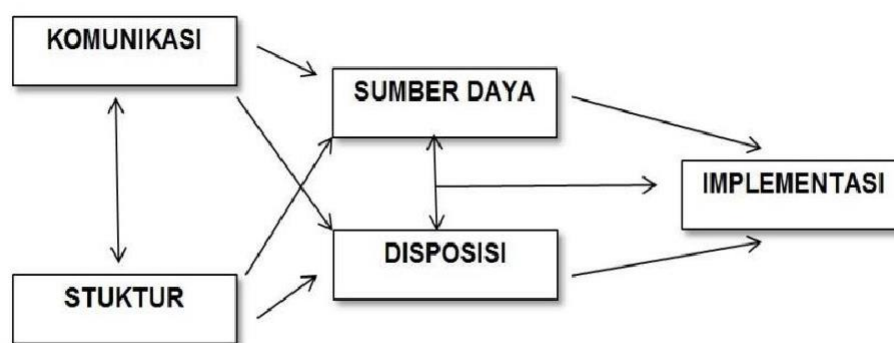 KOMUNIKASI
SUMBER DAYA
IMPLEMENTASI
DISPOSISI
STUKTUR